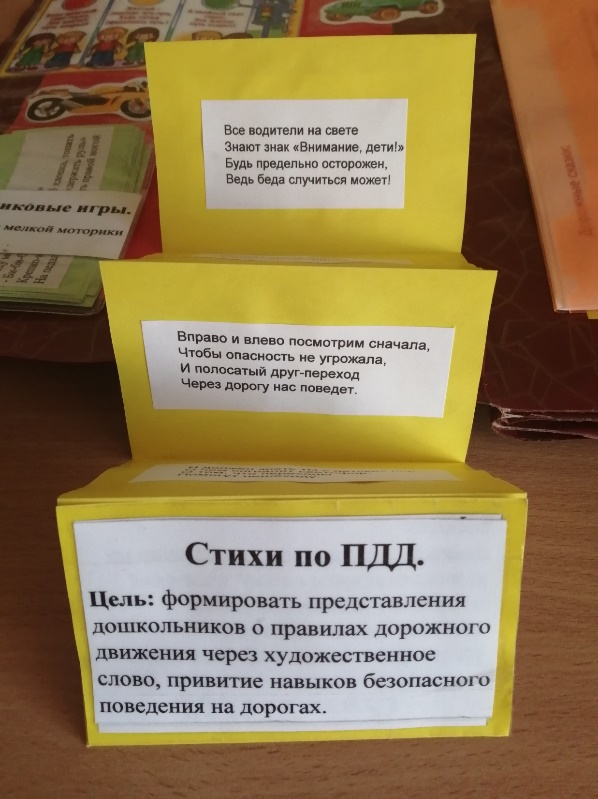 Все водители на свете
Знают знак «Внимание, дети!»
Будь предельно осторожен,
Ведь беда случиться может!
иковые игры.
мелкой моторики
Вправо и влево посмотрим сначала,
Чтобы опасность не угрожала,
И полосатый друг-переход
Через дорогу нас поведет.
Стихи по ПДД.
Цель: формировать представления
дошкольников о правилах дорожного
движения через художественное
слово, привитие навыков безопасного
поведения на дорогах.